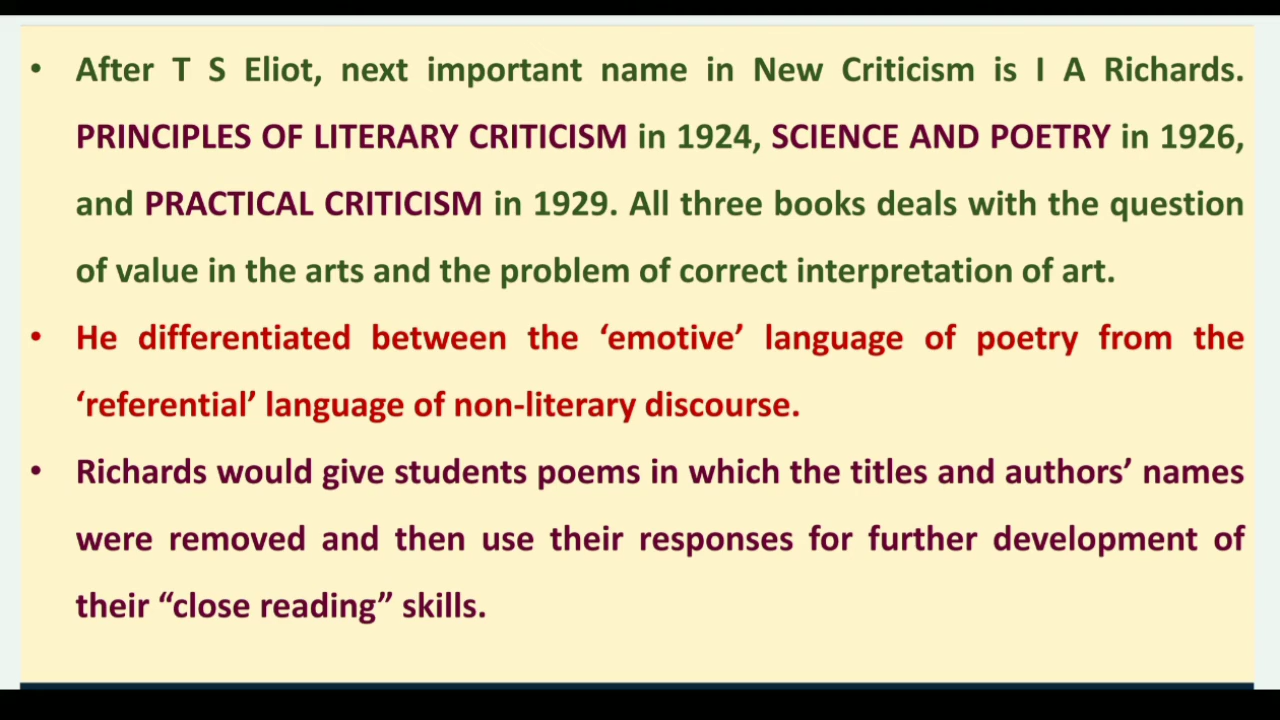 • After T S Eliot, next important name in New Criticism is I A Richards.
PRINCIPLES OF LITERARY CRITICISM in 1924, SCIENCE AND POETRY in 1926,
and PRACTICAL CRITICISM in 1929. All three books deals with the question
of value in the arts and the problem of correct interpretation of art.
• He differentiated between the ‘emotive’ language of poetry from the
‘referential’ language of non-literary discourse.
• Richards would give students poems in which the titles and authors’ names
were removed and then use their responses for further development of
their “close reading” skills.